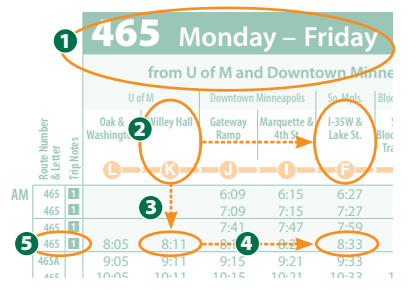 1 465 Monday – Friday
from U of M and Downtown Minne
U of M Downtown Minneapolis So. Mpls. Bloo
Route Number & Letter
Trip Notes
Oak & Washington
2 Willey Hall
Gateway Ramp
Marquette & 4th St.
I-35W & Lake St.
L K J I F
AM 465 1 6:09 6:15 6:27
3 465 1 7:09 7:15 7:27
465 1 7:41 7:47 7:59
5 465 1 8:05 8:11 4 8:33
465A 9:05 9:11 9:15 9:21 9:33
465 10:05 10:11 10:15 10:21 10:33